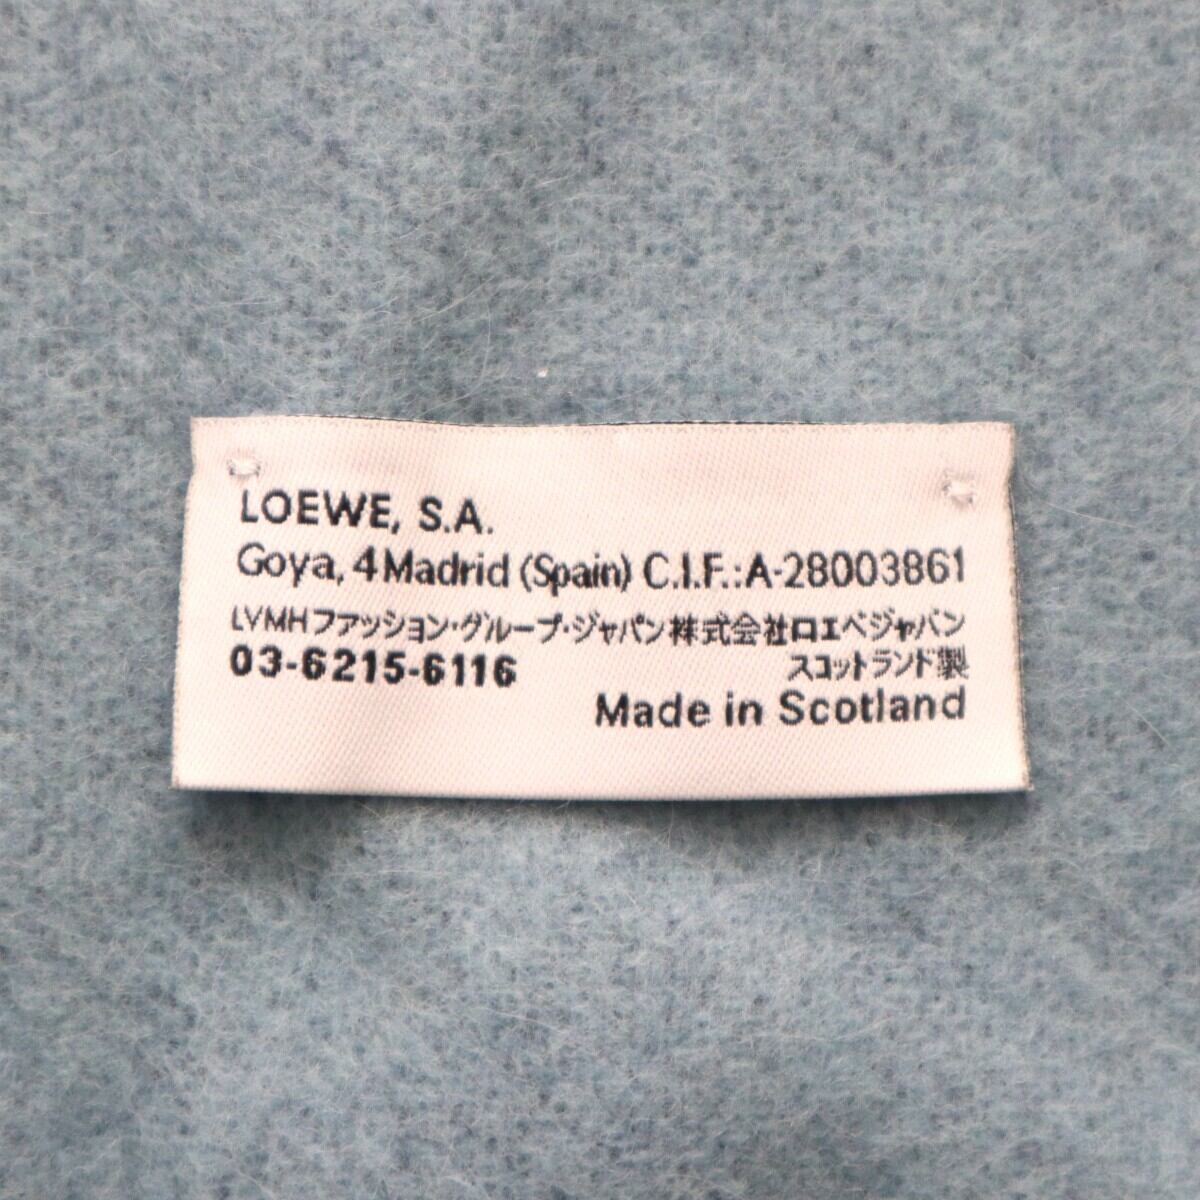 LOEWE, S.A.
Goya, 4 Madrid (Spain) C.I.F.:A-28003861
LVMHファッション・グループ・ジャパン株式会社ロエベジャパン
03-6215-6116 スコットランド製
Made in Scotland